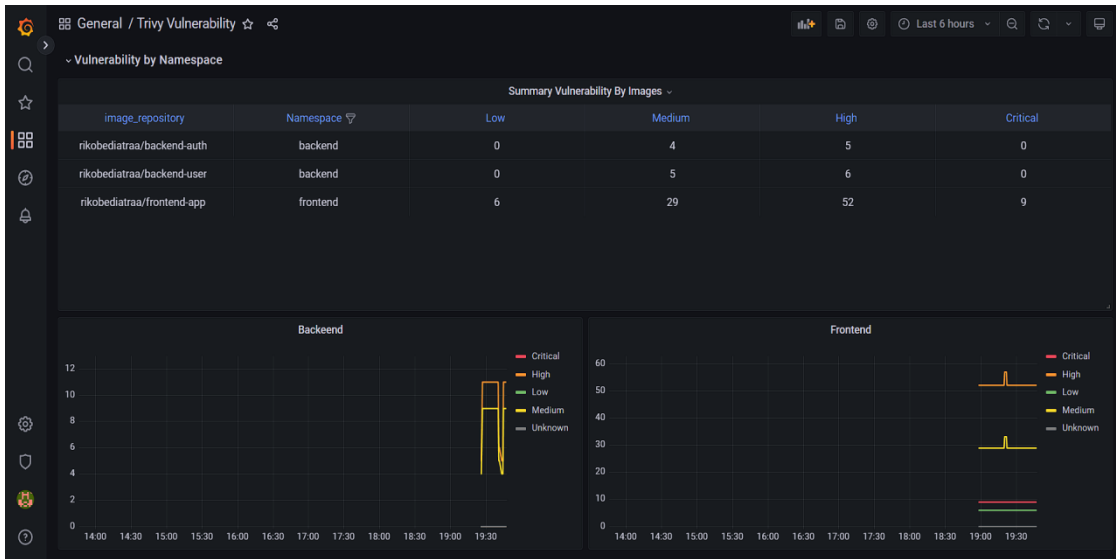 General / Trivy Vulnerability
Last 6 hours
Vulnerability by Namespace
Summary Vulnerability By Images
image_repository Namespace Low Medium High Critical
rikobediatraa/backend-auth backend 0 4 5 0
rikobediatraa/backend-user backend 0 5 6 0
rikobediatraa/frontend-app frontend 6 29 52 9
Backeend
12
10
8
6
4
2
0
14:00 14:30 15:00 15:30 16:00 16:30 17:00 17:30 18:00 18:30 19:00 19:30
Critical
High
Low
Medium
Unknown
Frontend
60
50
40
30
20
10
0
14:00 14:30 15:00 15:30 16:00 16:30 17:00 17:30 18:00 18:30 19:00 19:30
Critical
High
Low
Medium
Unknown